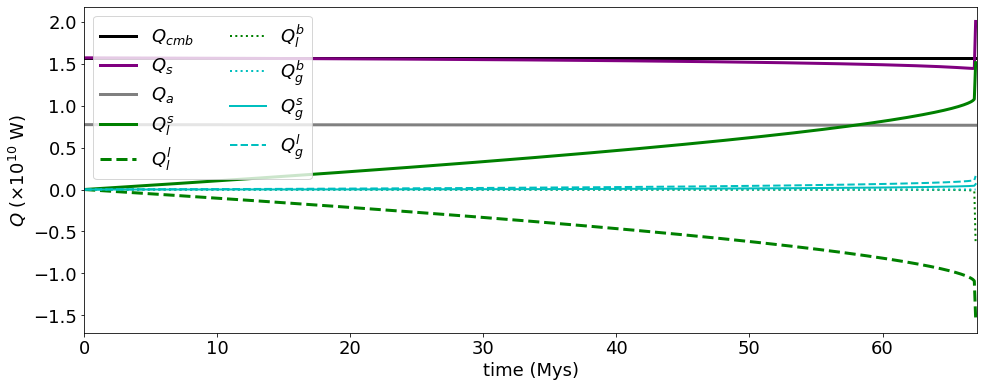 2.0
1.5
1.0
0.5
0.0
−0.5
−1.0
−1.5
Q (×10^10 W)
Q_cmb
Q_s
Q_a
Q_l^s
Q_l^l
Q_l^b
Q_g^b
Q_g^s
Q_g^l
0 10 20 30 40 50 60
time (Mys)